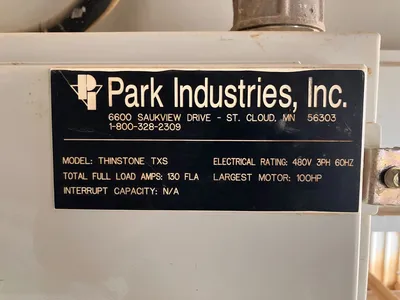 Park Industries, Inc.
6600 SAUKVIEW DRIVE - ST. CLOUD, MN 56303
1-800-328-2309
MODEL: THINSTONE TXS ELECTRICAL RATING: 480V 3PH 60HZ
TOTAL FULL LOAD AMPS: 130 FLA LARGEST MOTOR: 100HP
INTERRUPT CAPACITY: N/A